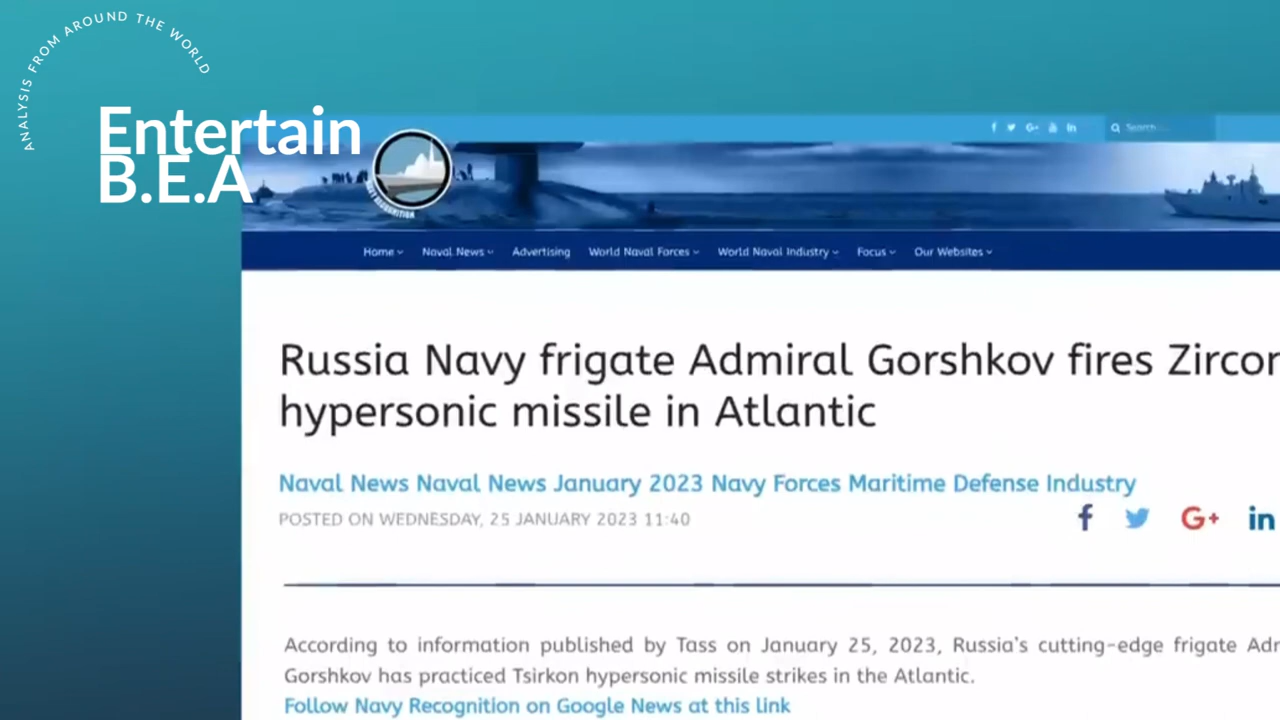 ANALYSIS FROM AROUND THE WORLD
Entertain
B.E.A
Search...
Home Naval News Advertising World Naval Forces World Naval Industry Focus Our Websites
Russia Navy frigate Admiral Gorshkov fires Zircon
hypersonic missile in Atlantic
Naval News Naval News January 2023 Navy Forces Maritime Defense Industry
POSTED ON WEDNESDAY, 25 JANUARY 2023 11:40
According to information published by Tass on January 25, 2023, Russia's cutting-edge frigate Adm
Gorshkov has practiced Tsirkon hypersonic missile strikes in the Atlantic.
Follow Navy Recognition on Google News at this link